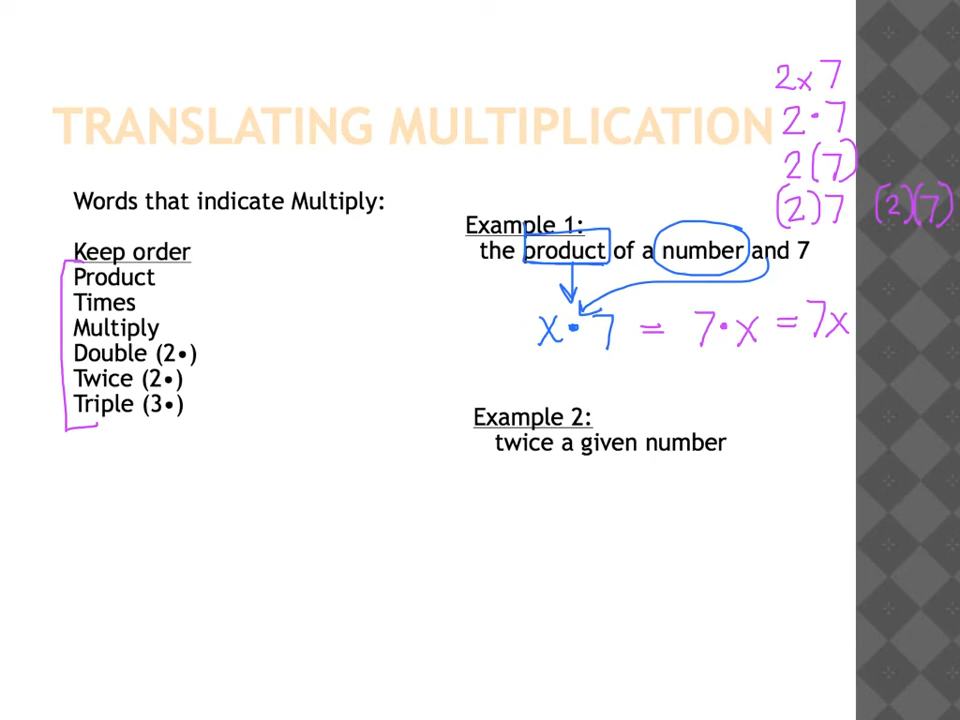 TRANSLATING MULTIPLICATION
2x7
2•7
2(7)
(2)7 (2)(7)
Words that indicate Multiply:
Keep order
Product
Times
Multiply
Double (2•)
Twice (2•)
Triple (3•)
Example 1:
the product of a number and 7
x•7 = 7•x = 7x
Example 2:
twice a given number